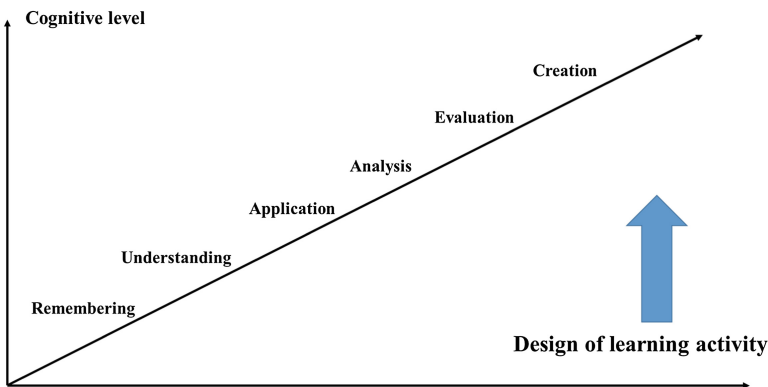 Cognitive level
Creation
Evaluation
Analysis
Application
Understanding
Remembering
Design of learning activity